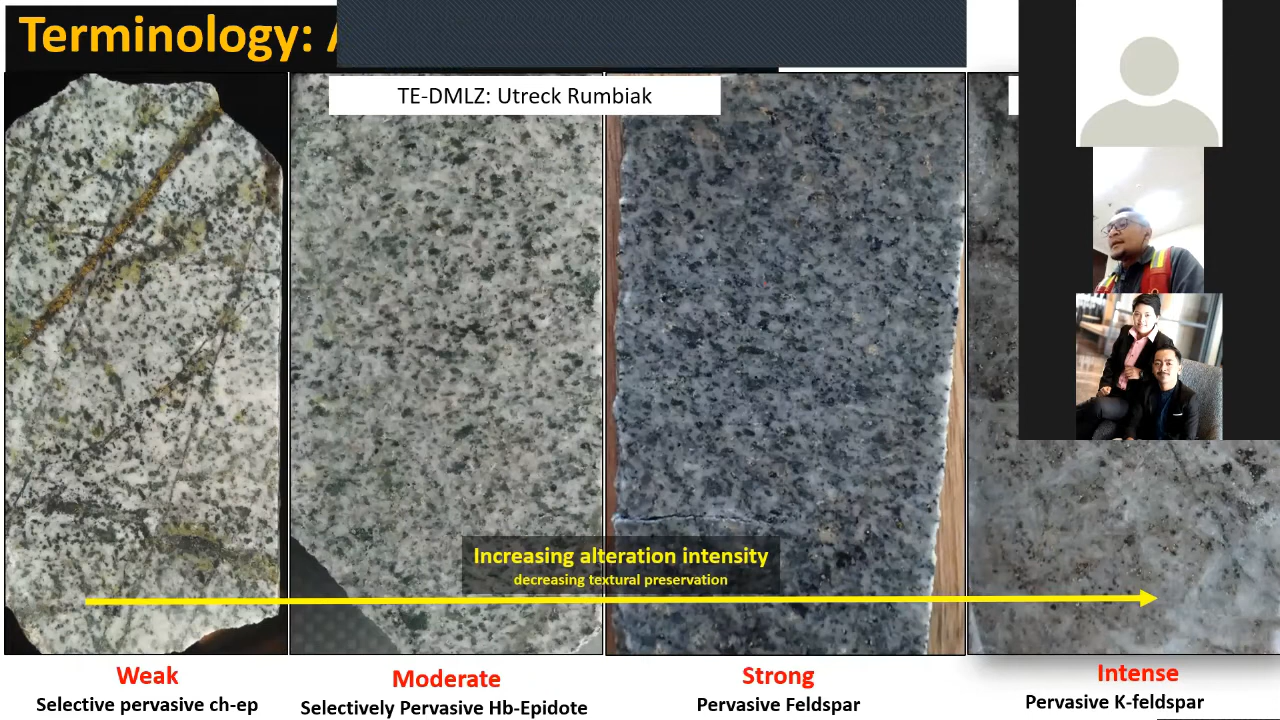 Terminology:
TE-DMLZ: Utreck Rumbiak
Increasing alteration intensity
decreasing textural preservation
Weak
Selective pervasive ch-ep
Moderate
Selectively Pervasive Hb-Epidote
Strong
Pervasive Feldspar
Intense
Pervasive K-feldspar